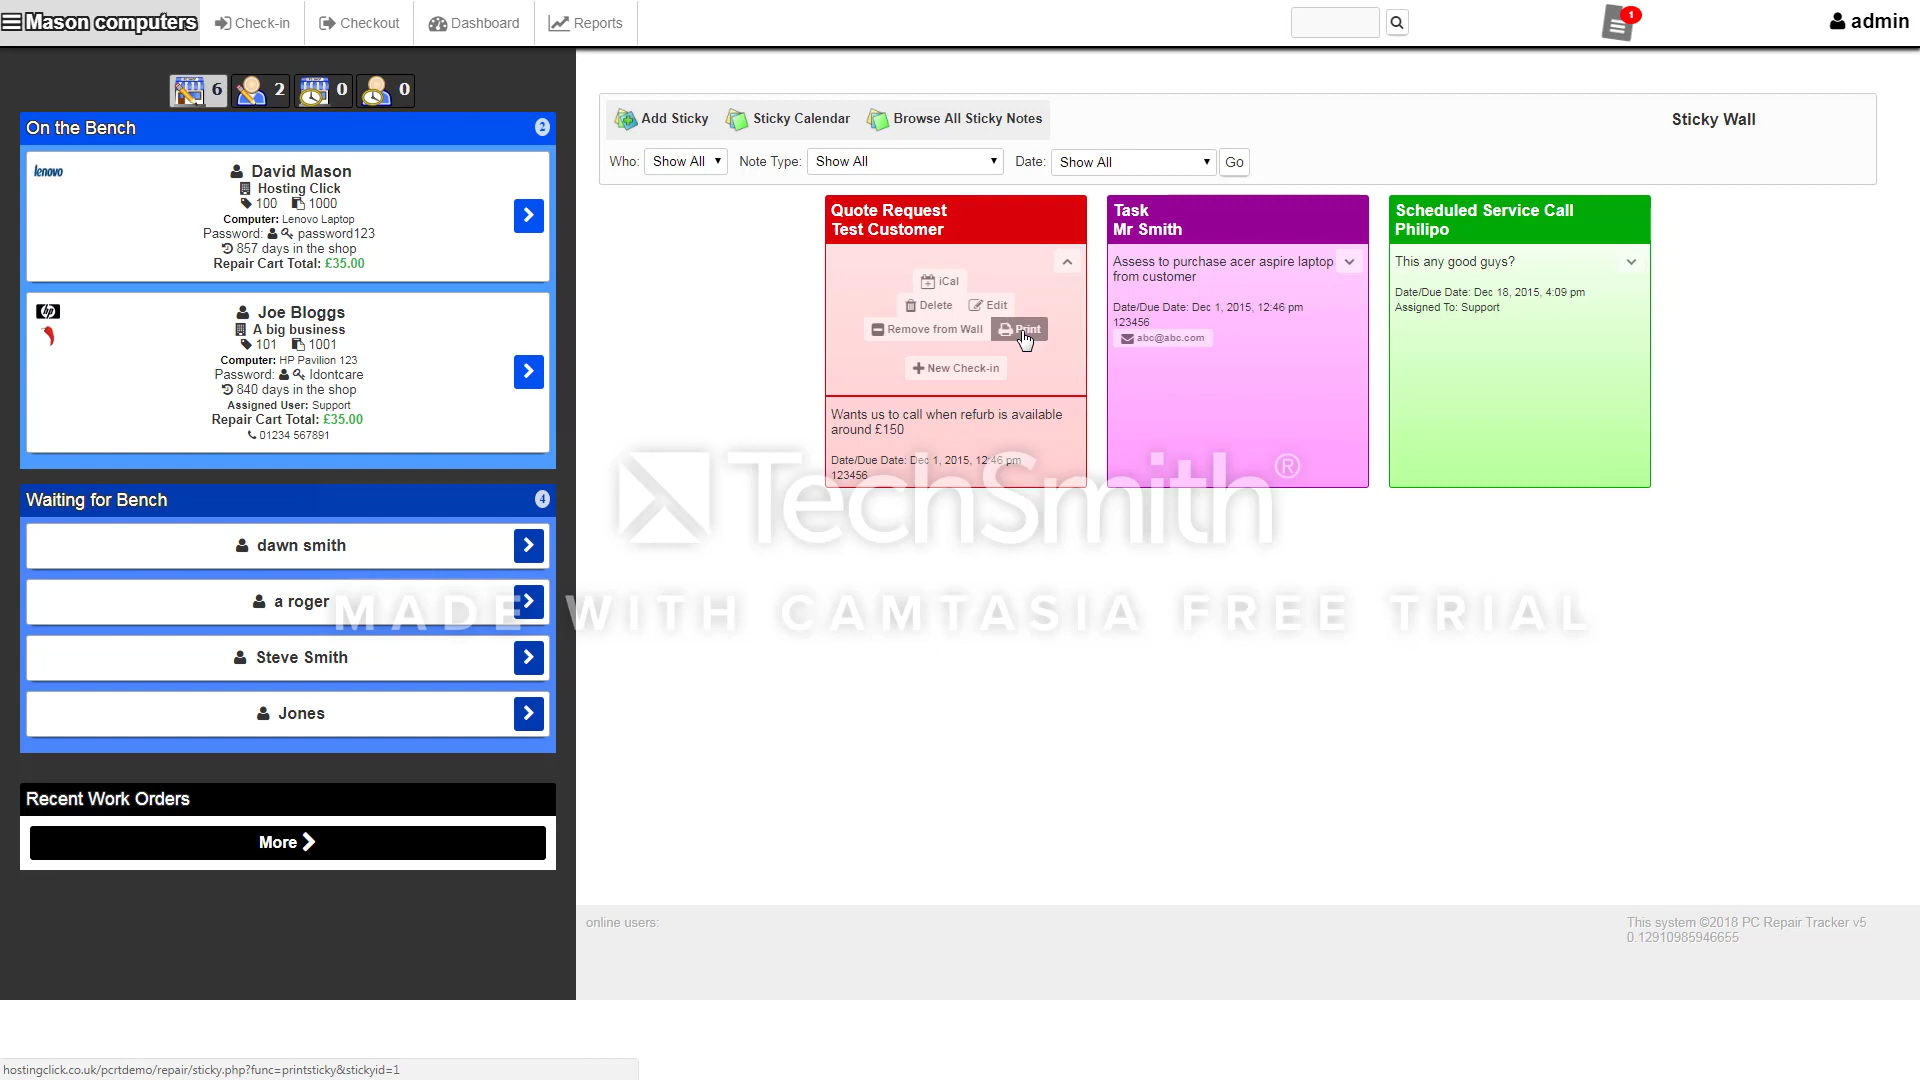 Mason computers
Check-in
Checkout
Dashboard
Reports
1
admin
6
2
0
0
On the Bench
2
lenovo
David Mason
Hosting Click
100 1000
Computer: Lenovo Laptop
Password: password123
857 days in the shop
Repair Cart Total: £35.00
hp
Joe Bloggs
A big business
101 1001
Computer: HP Pavilion 123
Password: Idontcare
840 days in the shop
Assigned User: Support
Repair Cart Total: £35.00
01234 567891
Waiting for Bench
4
dawn smith
a roger
Steve Smith
Jones
Recent Work Orders
More
Add Sticky
Sticky Calendar
Browse All Sticky Notes
Sticky Wall
Who: Show All
Note Type: Show All
Date: Show All
Go
Quote Request
Test Customer
iCal
Delete
Edit
Remove from Wall
Print
New Check-in
Wants us to call when refurb is available
around £150
Date/Due Date: Dec 1, 2015, 12:46 pm
123456
Task
Mr Smith
Assess to purchase acer aspire laptop
from customer
Date/Due Date: Dec 1, 2015, 12:46 pm
123456
abc@abc.com
Scheduled Service Call
Philipo
This any good guys?
Date/Due Date: Dec 18, 2015, 4:09 pm
Assigned To: Support
TechSmith®
MADE WITH CAMTASIA FREE TRIAL
online users:
This system ©2018 PC Repair Tracker v5
0.12910985946655
hostingclick.co.uk/pcrtdemo/repair/sticky.php?func=printsticky&stickyid=1